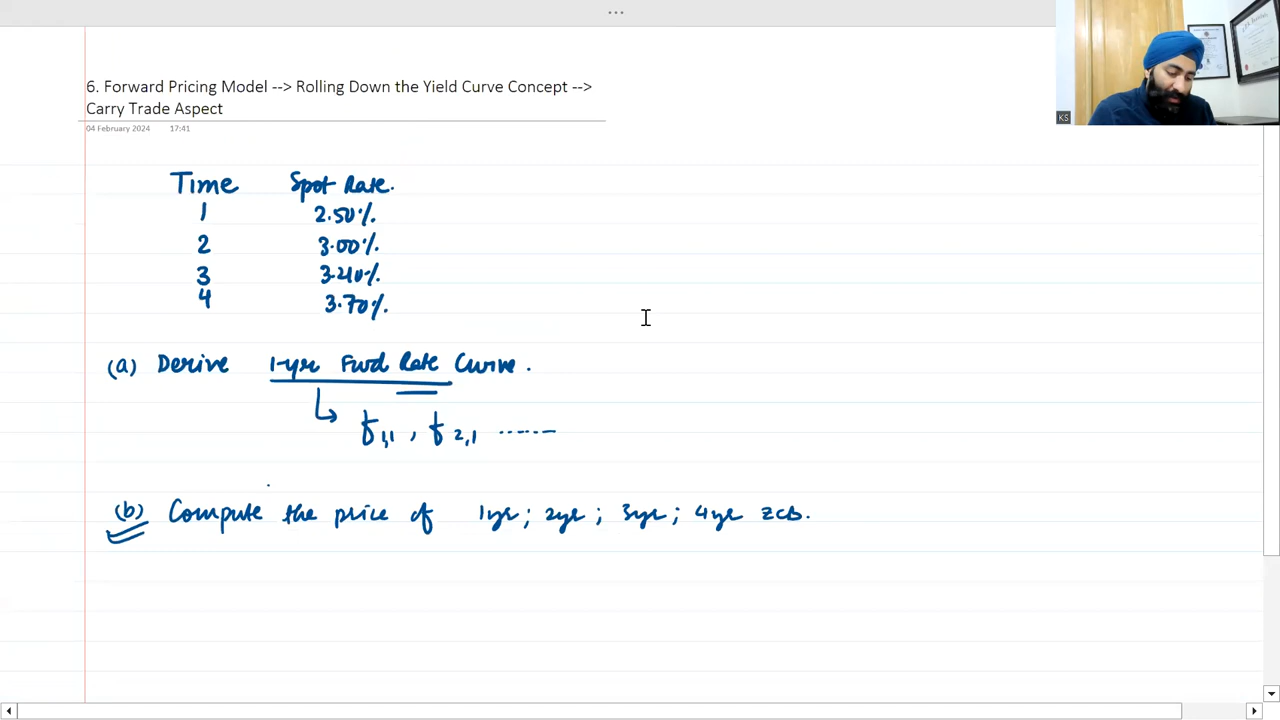 6. Forward Pricing Model --> Rolling Down the Yield Curve Concept -->
Carry Trade Aspect
04 February 2024 17:41
Time Spot Rate.
1 2.50%.
2 3.00%.
3 3.40%.
4 3.70%.
(a) Derive 1-yr Fwd Rate Curve.
f1,1 , f2,1 ......
(b) Compute the price of 1yr; 2yr; 3yr; 4yr ZCB.
KS